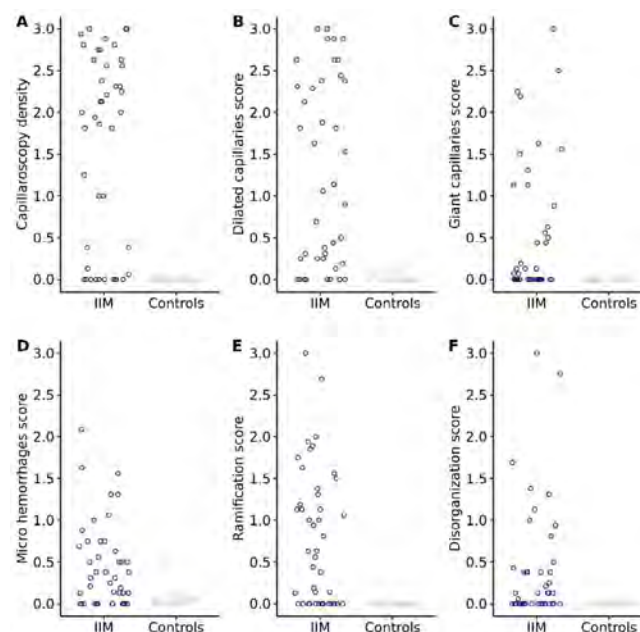 A
Capillaroscopy density
3.0
2.5
2.0
1.5
1.0
0.5
0.0
IIM Controls
B
Dilated capillaries score
3.0
2.5
2.0
1.5
1.0
0.5
0.0
IIM Controls
C
Giant capillaries score
3.0
2.5
2.0
1.5
1.0
0.5
0.0
IIM Controls
D
Micro hemorrhages score
3.0
2.5
2.0
1.5
1.0
0.5
0.0
IIM Controls
E
Ramification score
3.0
2.5
2.0
1.5
1.0
0.5
0.0
IIM Controls
F
Disorganization score
3.0
2.5
2.0
1.5
1.0
0.5
0.0
IIM Controls